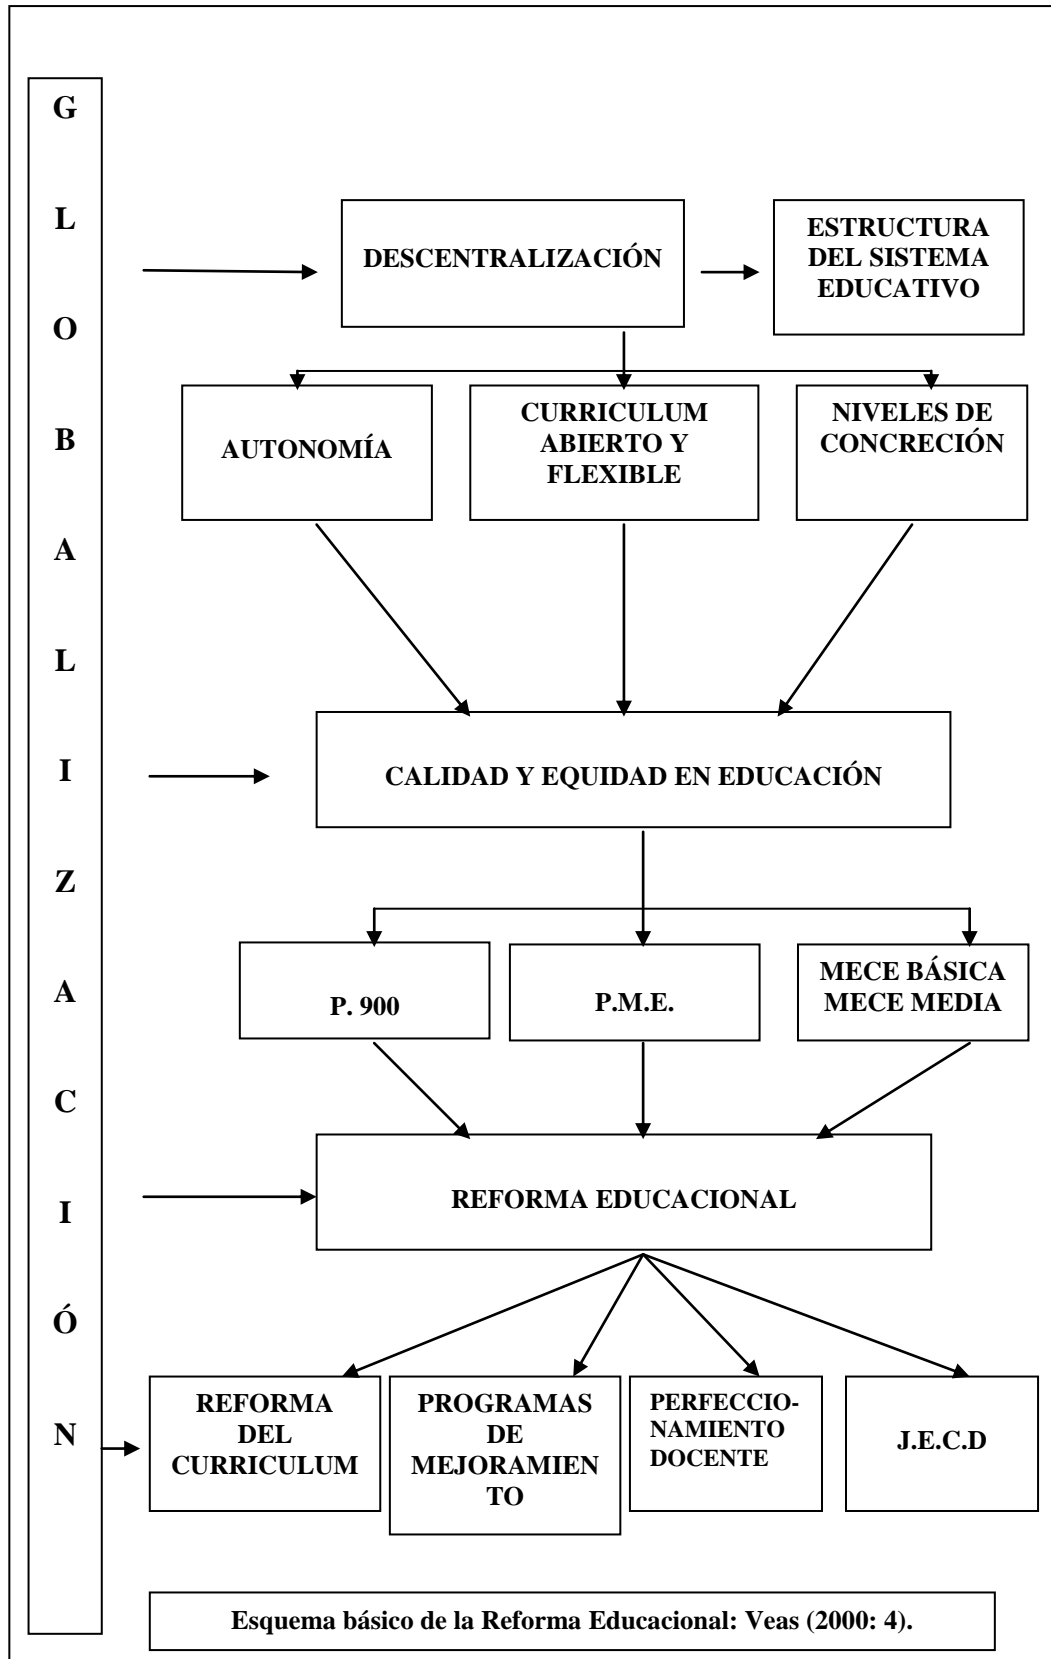 G
L
O
B
A
L
I
Z
A
C
I
Ó
N
DESCENTRALIZACIÓN
ESTRUCTURA
DEL SISTEMA
EDUCATIVO
AUTONOMÍA
CURRICULUM
ABIERTO Y
FLEXIBLE
NIVELES DE
CONCRECIÓN
CALIDAD Y EQUIDAD EN EDUCACIÓN
P. 900
P.M.E.
MECE BÁSICA
MECE MEDIA
REFORMA EDUCACIONAL
REFORMA
DEL
CURRICULUM
PROGRAMAS
DE
MEJORAMIEN
TO
PERFECCIO-
NAMIENTO
DOCENTE
J.E.C.D
Esquema básico de la Reforma Educacional: Veas (2000: 4).